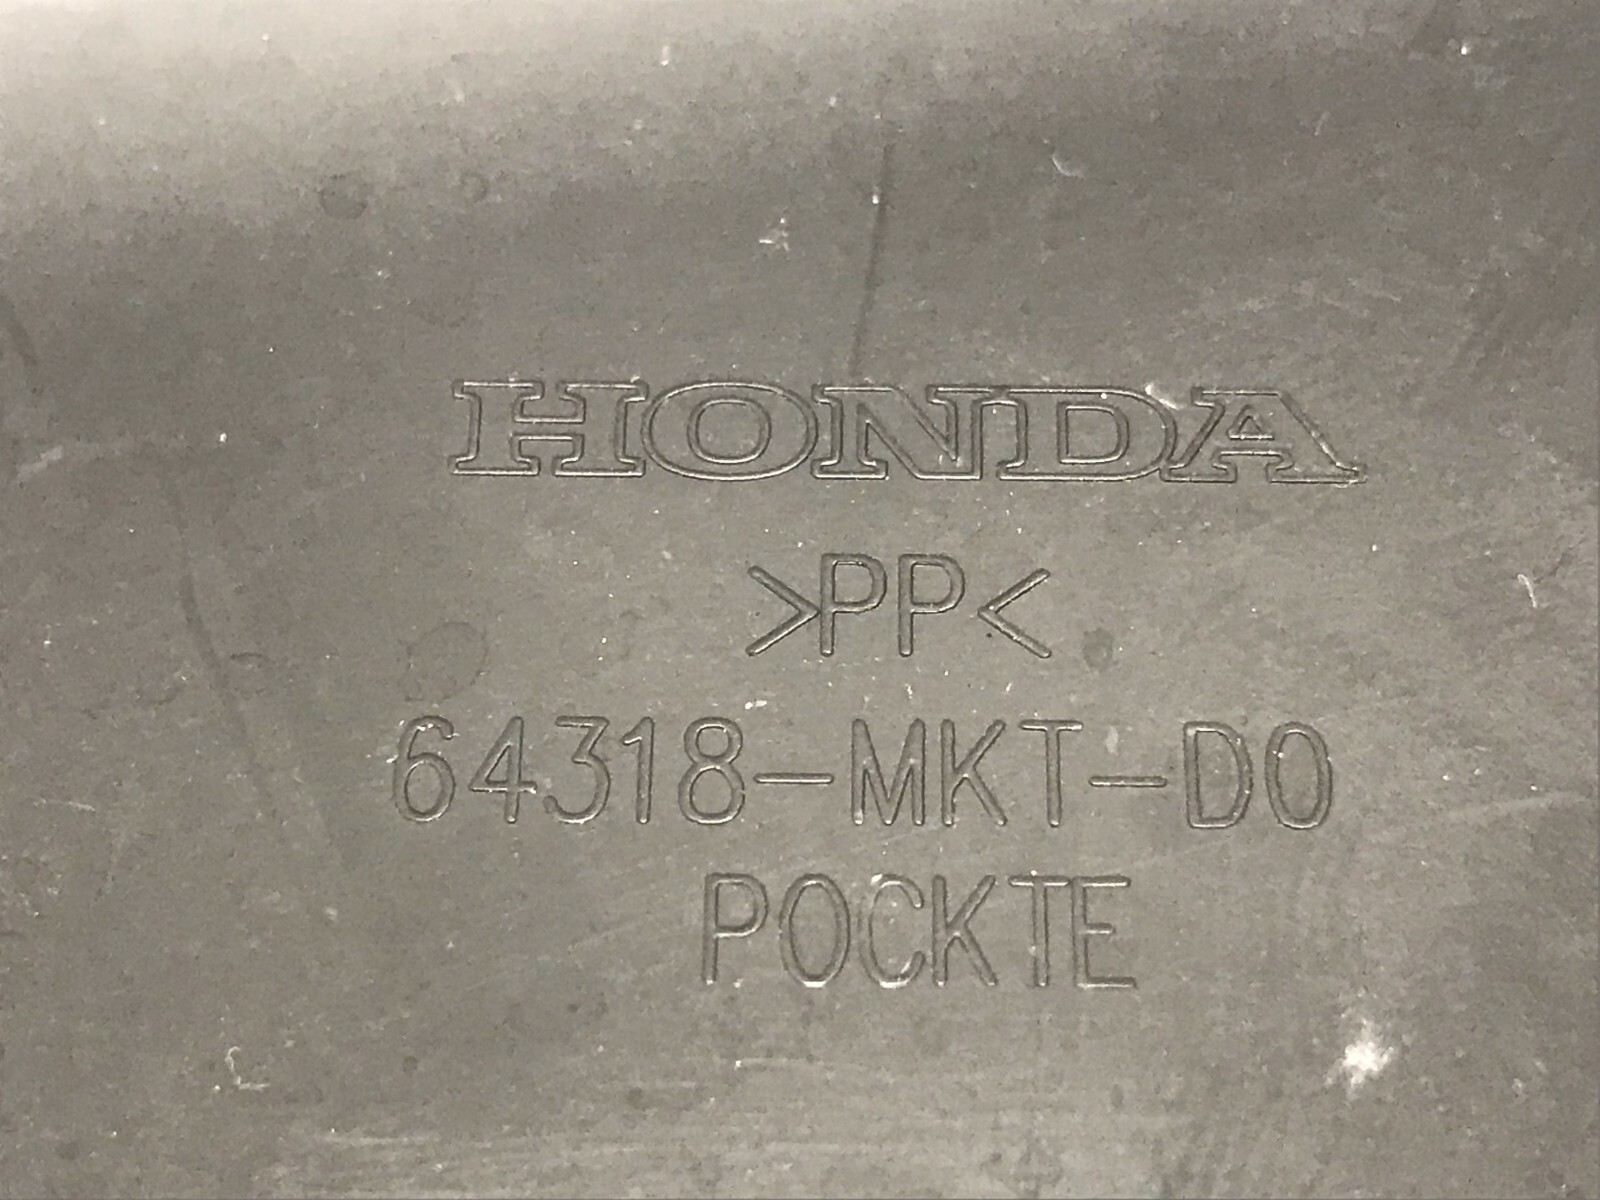 HONDA
>PP<
64318-MKT-D0
POCKTE